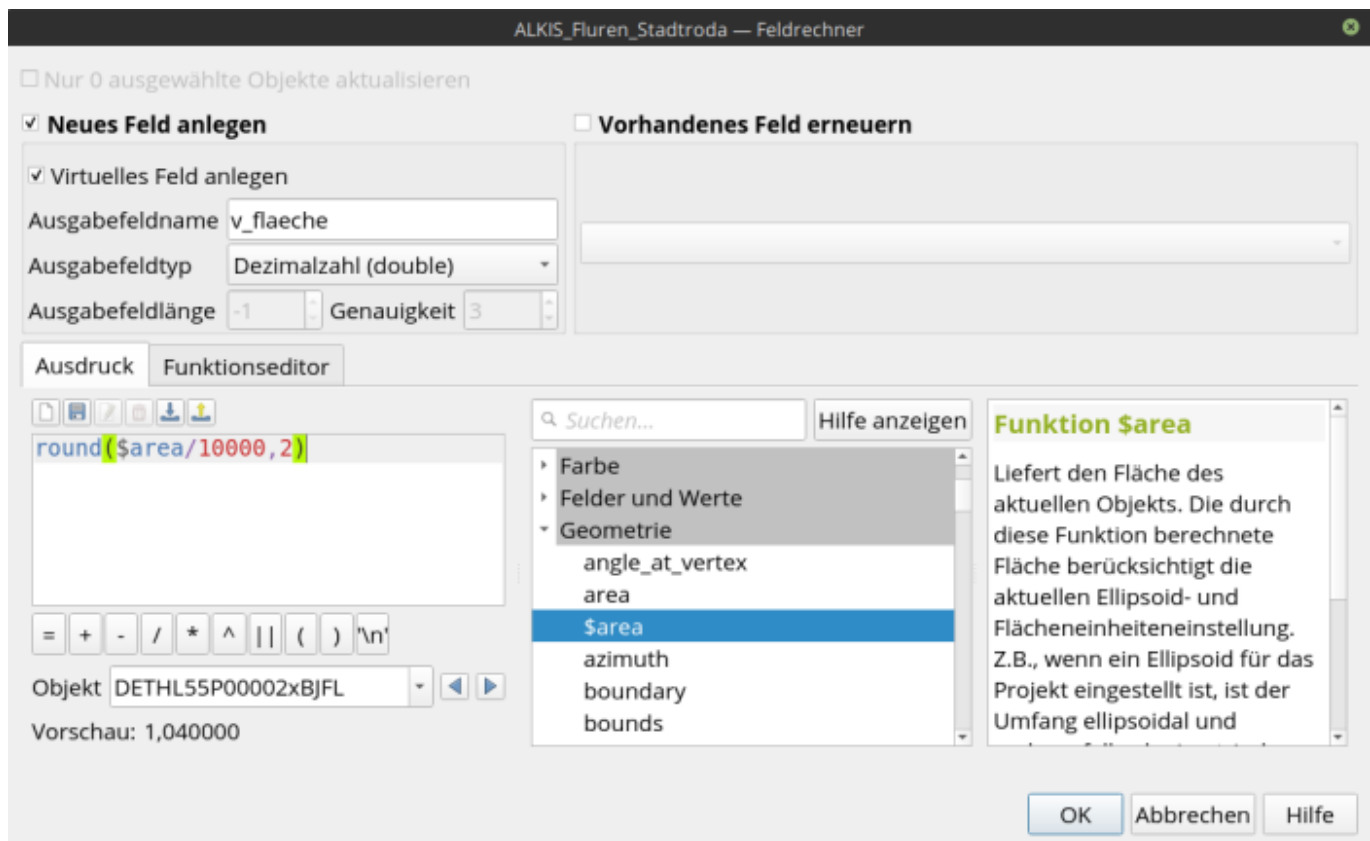 ALKIS_Fluren_Stadtroda — Feldrechner
Nur 0 ausgewählte Objekte aktualisieren
Neues Feld anlegen
Vorhandenes Feld erneuern
Virtuelles Feld anlegen
Ausgabefeldname v_flaeche
Ausgabefeldtyp Dezimalzahl (double)
Ausgabefeldlänge -1 Genauigkeit 3
Ausdruck Funktionseditor
round($area/10000,2)
= + - / * ^ || ( ) '\n'
Objekt DETHL55P00002xBJFL
Vorschau: 1,040000
Suchen... Hilfe anzeigen
Farbe
Felder und Werte
Geometrie
angle_at_vertex
area
$area
azimuth
boundary
bounds
Funktion $area
Liefert den Fläche des
aktuellen Objekts. Die durch
diese Funktion berechnete
Fläche berücksichtigt die
aktuellen Ellipsoid- und
Flächeneinheiteneinstellung.
Z.B., wenn ein Ellipsoid für das
Projekt eingestellt ist, ist der
Umfang ellipsoidal und
OK Abbrechen Hilfe